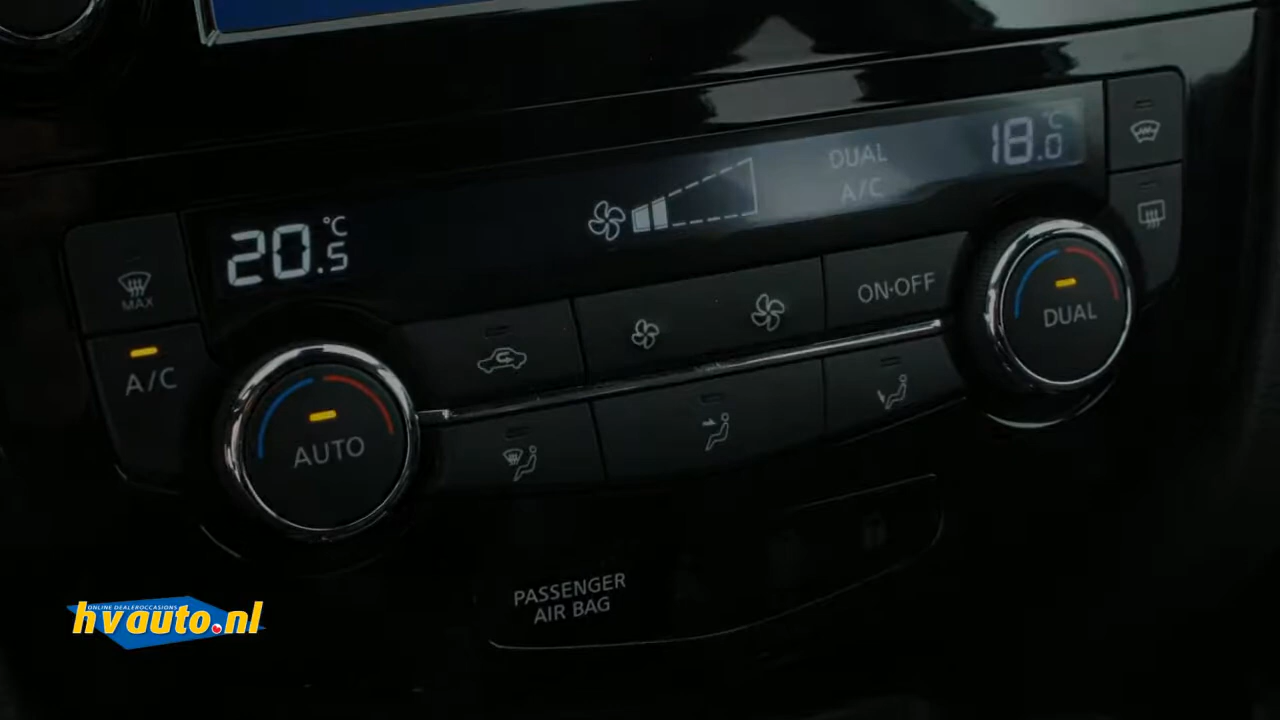 DUAL
18.0 °C
A/C
20.5 °C
MAX
ON·OFF
DUAL
A/C
AUTO
PASSENGER
AIR BAG
ONLINE DEALEROCCASIONS
hvauto.nl